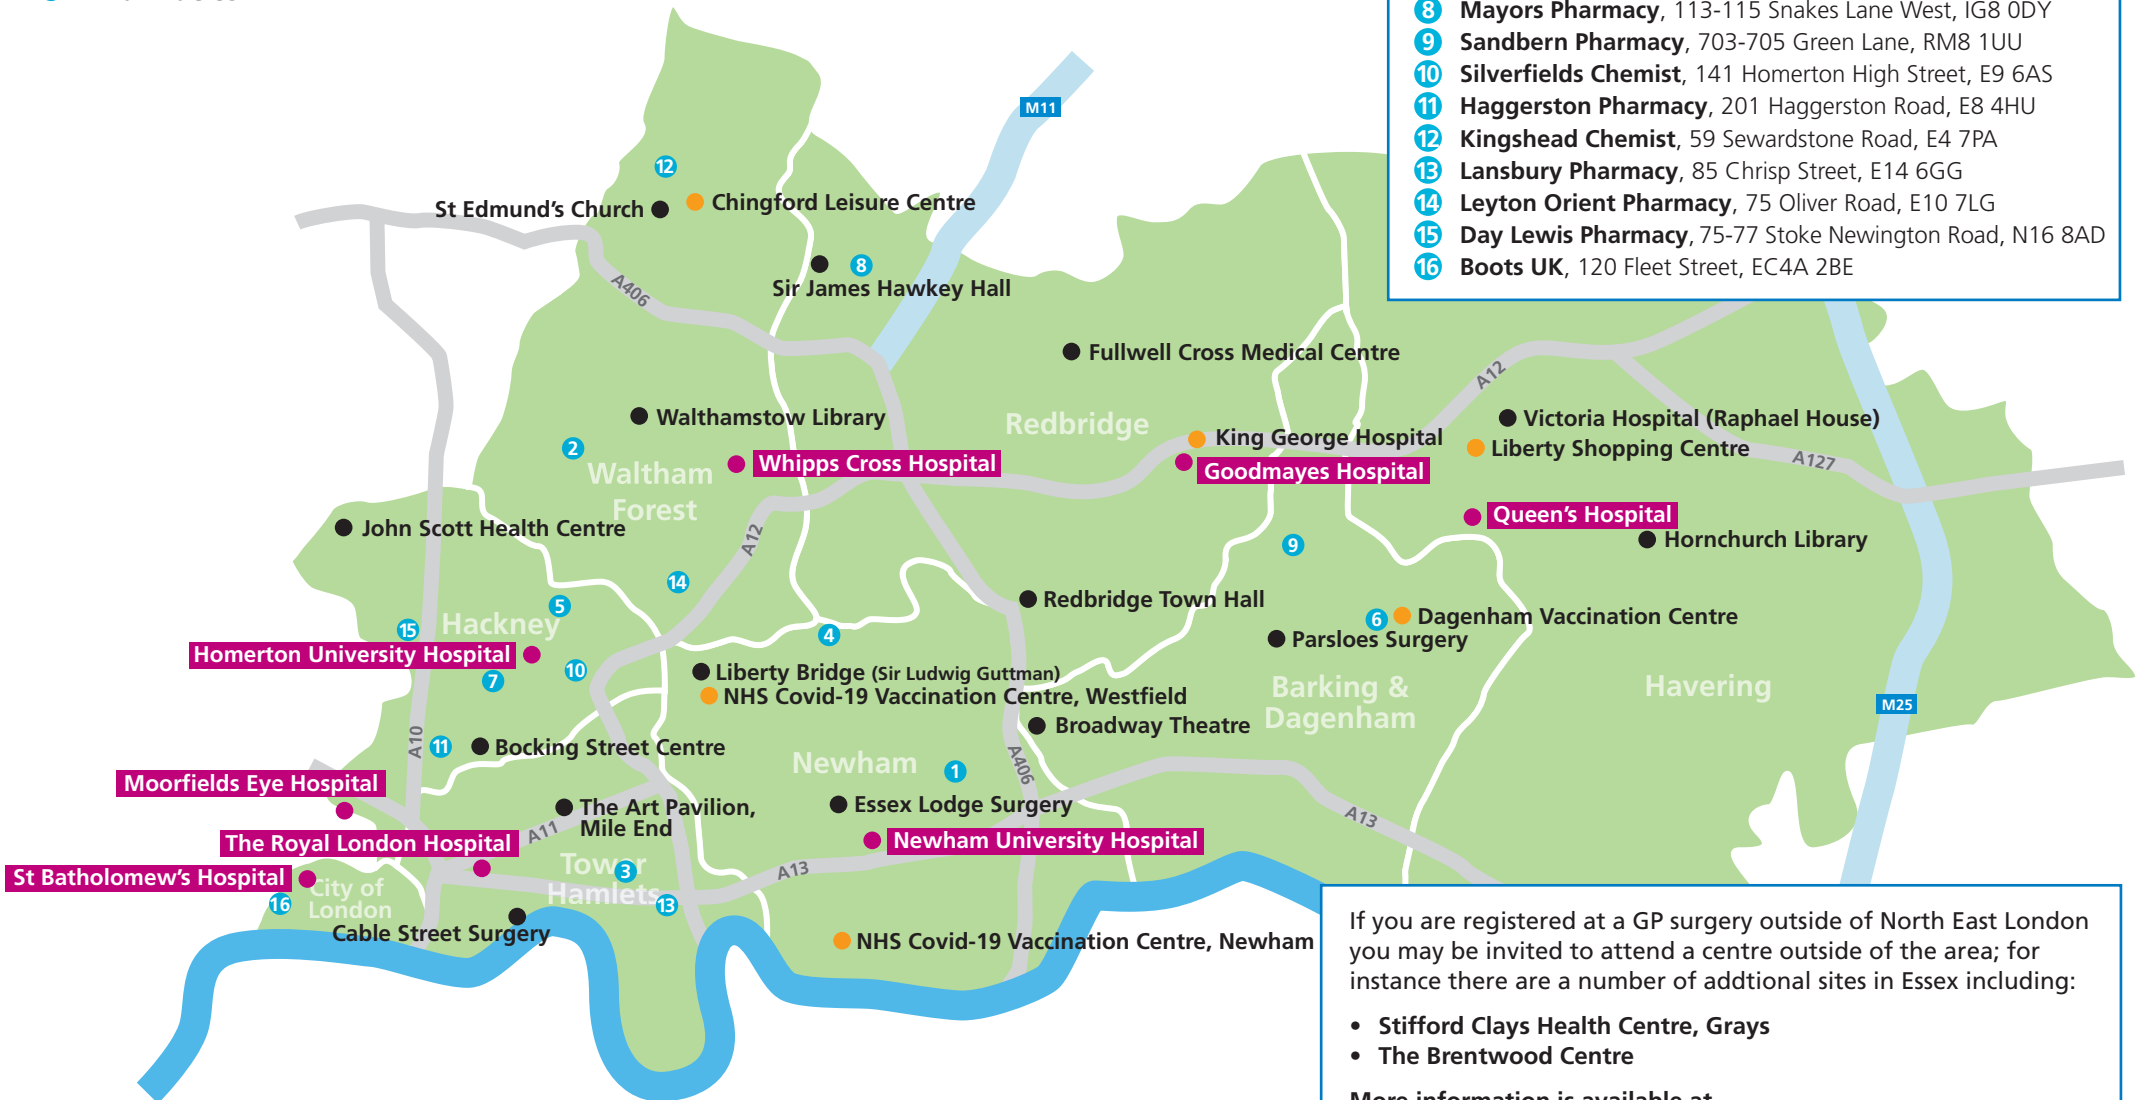 8 Mayors Pharmacy, 113-115 Snakes Lane West, IG8 0DY
9 Sandbern Pharmacy, 703-705 Green Lane, RM8 1UU
10 Silverfields Chemist, 141 Homerton High Street, E9 6AS
11 Haggerston Pharmacy, 201 Haggerston Road, E8 4HU
12 Kingshead Chemist, 59 Sewardstone Road, E4 7PA
13 Lansbury Pharmacy, 85 Chrisp Street, E14 6GG
14 Leyton Orient Pharmacy, 75 Oliver Road, E10 7LG
15 Day Lewis Pharmacy, 75-77 Stoke Newington Road, N16 8AD
16 Boots UK, 120 Fleet Street, EC4A 2BE
M11
12
St Edmund's Church
Chingford Leisure Centre
8
Sir James Hawkey Hall
A406
Fullwell Cross Medical Centre
A12
Walthamstow Library
Redbridge
Victoria Hospital (Raphael House)
King George Hospital
2
Liberty Shopping Centre
A127
Whipps Cross Hospital
Goodmayes Hospital
Waltham
Forest
Queen's Hospital
John Scott Health Centre
A12
Hornchurch Library
9
14
5
Redbridge Town Hall
15
Hackney
4
6
Dagenham Vaccination Centre
Parsloes Surgery
Homerton University Hospital
10
7
Liberty Bridge (Sir Ludwig Guttman)
NHS Covid-19 Vaccination Centre, Westfield
Barking &
Dagenham
Havering
M25
Broadway Theatre
A10
11
Bocking Street Centre
Newham
1
A406
Moorfields Eye Hospital
The Art Pavilion,
Mile End
Essex Lodge Surgery
A13
A11
The Royal London Hospital
Newham University Hospital
Tower
Hamlets
3
A13
St Batholomew's Hospital
City of
London
16
13
Cable Street Surgery
NHS Covid-19 Vaccination Centre, Newham
If you are registered at a GP surgery outside of North East London
you may be invited to attend a centre outside of the area; for
instance there are a number of addtional sites in Essex including:
• Stifford Clays Health Centre, Grays
• The Brentwood Centre
More information is available at